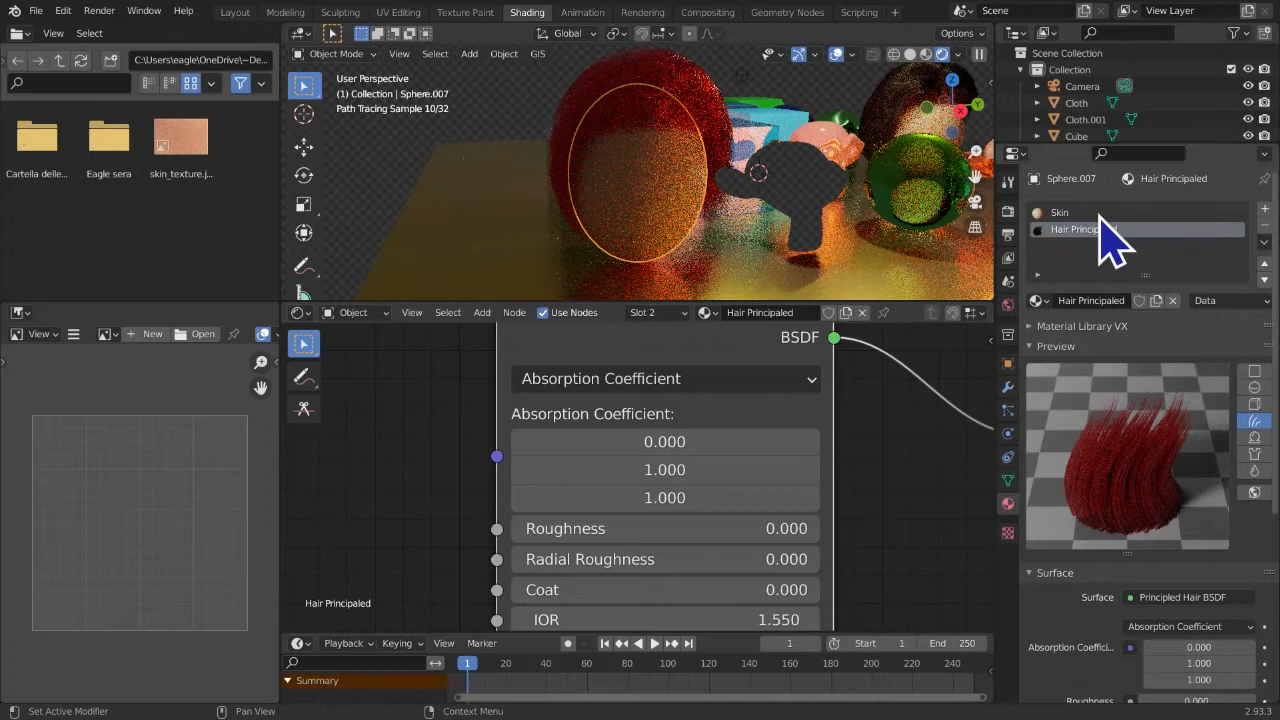 File Edit Render Window Help Layout Modeling Sculpting UV Editing Texture Paint Shading Animation Rendering Compositing Geometry Nodes Scripting + Scene View Layer
View Select
Global
Options
C:\Users\eagle\OneDrive\~De...
Object Mode View Select Add Object GIS
Scene Collection
Collection
Camera
Cloth
Cloth.001
Cube
User Perspective
(1) Collection | Sphere.007
Path Tracing Sample 10/32
Z
Y
X
Cartella delle... Eagle sera skin_texture.j...
Sphere.007 Hair Principaled
Skin
Hair Princip
Hair Principaled Data
Object View Select Add Node Use Nodes Slot 2 Hair Principaled
View New Open
Material Library VX
Preview
BSDF
Absorption Coefficient
Absorption Coefficient:
0.000
1.000
1.000
Roughness 0.000
Radial Roughness 0.000
Coat 0.000
IOR 1.550
Hair Principaled
Surface
Surface Principled Hair BSDF
Absorption Coefficient
Absorption Coeffici... 0.000
1.000
1.000
Roughness 0.000
Playback Keying View Marker 1 Start 1 End 250
1 20 40 60 80 100 120 140 160 180 200 220 240
Summary
Set Active Modifier Pan View Context Menu 2.93.3